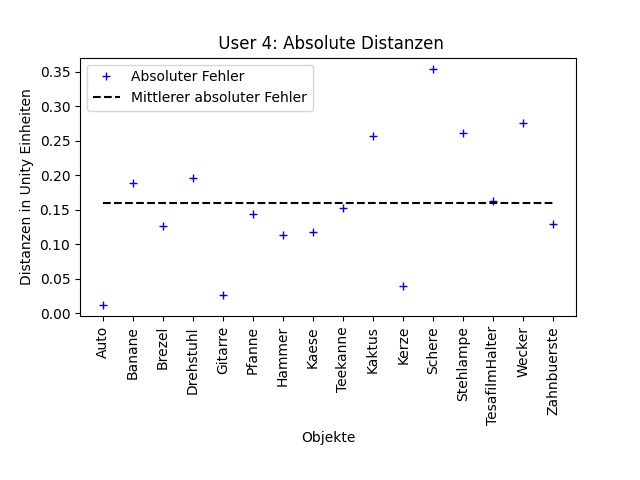 User 4: Absolute Distanzen
Absoluter Fehler
Mittlerer absoluter Fehler
Distanzen in Unity Einheiten
0.35
0.30
0.25
0.20
0.15
0.10
0.05
0.00
Auto
Banane
Brezel
Drehstuhl
Gitarre
Pfanne
Hammer
Kaese
Teekanne
Kaktus
Kerze
Schere
Stehlampe
TesafilmHalter
Wecker
Zahnbuerste
Objekte